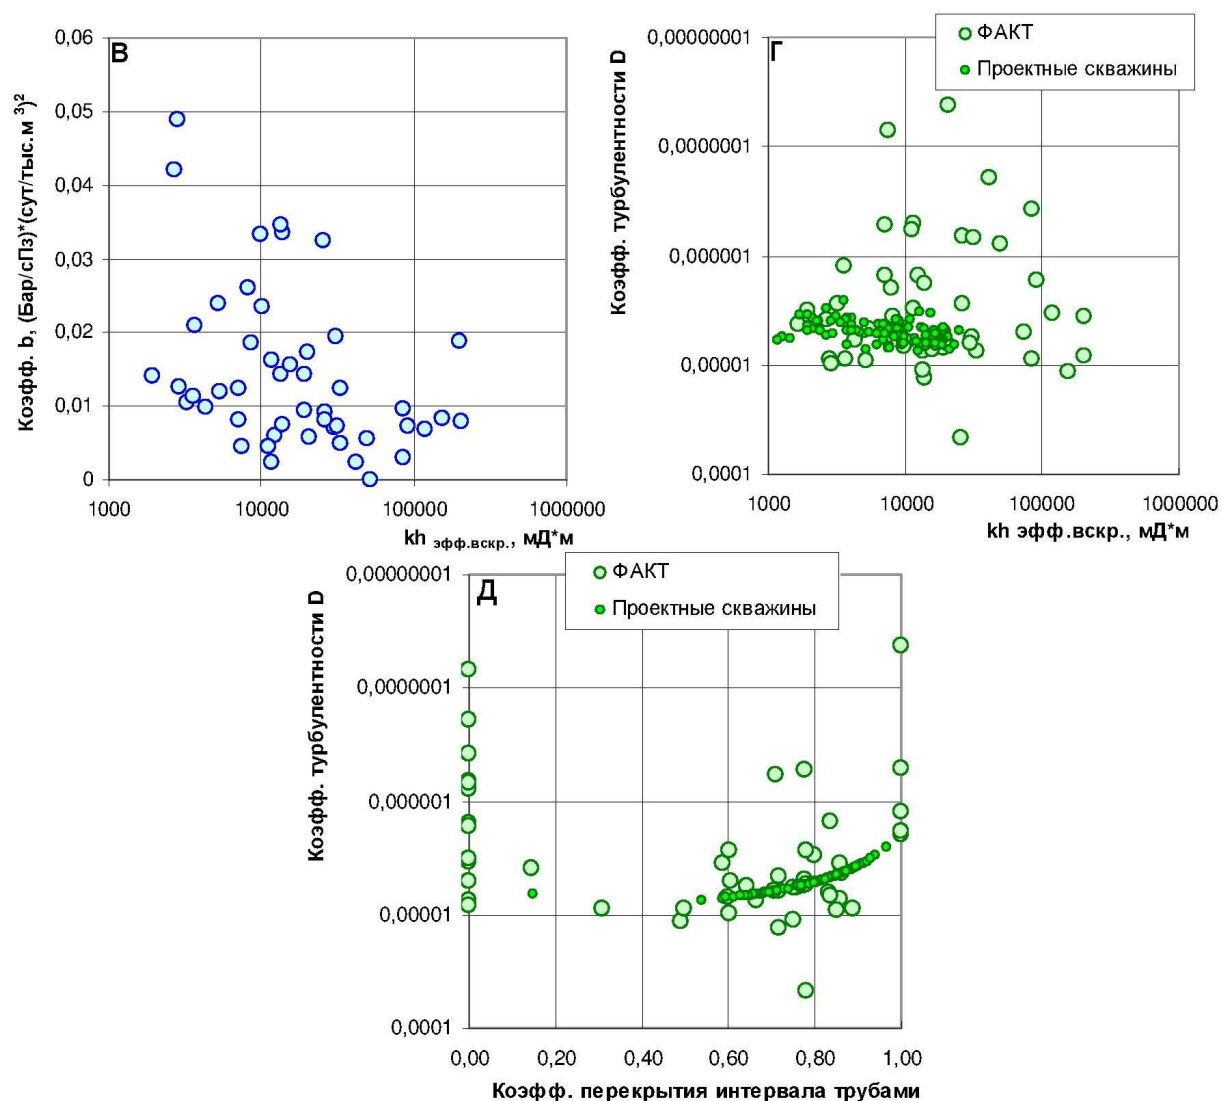 В
Коэфф. b, (Бар/сПз)*(сут/тыс.м ³)²
0,06
0,05
0,04
0,03
0,02
0,01
0
1000 10000 100000 1000000
kh эфф.вскр., мД*м
Г
ФАКТ
Проектные скважины
Коэфф. турбулентности D
0,00000001
0,0000001
0,000001
0,00001
0,0001
1000 10000 100000 1000000
kh эфф.вскр., мД*м
Д
ФАКТ
Проектные скважины
Коэфф. турбулентности D
0,00000001
0,0000001
0,000001
0,00001
0,0001
0,00 0,20 0,40 0,60 0,80 1,00
Коэфф. перекрытия интервала трубами